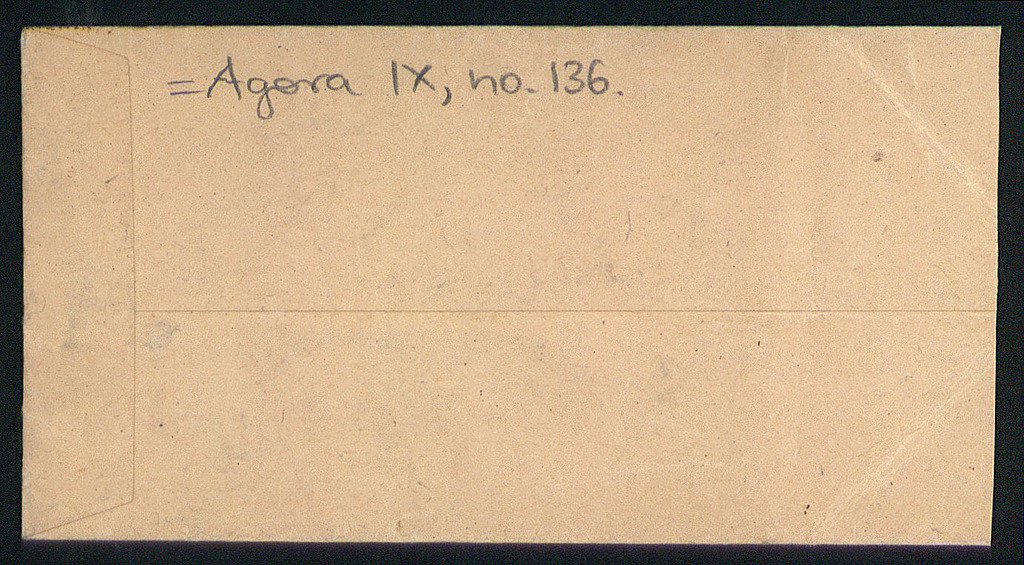 =Agora IX, no. 136.